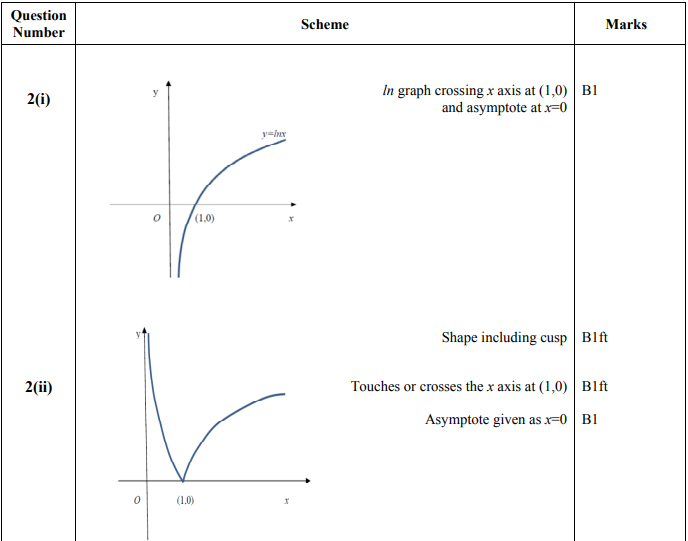 Question Number
Scheme
Marks
2(i)
y
y=lnx
O
(1,0)
x
ln graph crossing x axis at (1,0)
and asymptote at x=0
B1
2(ii)
y
O
(1,0)
x
Shape including cusp
B1ft
Touches or crosses the x axis at (1,0)
B1ft
Asymptote given as x=0
B1